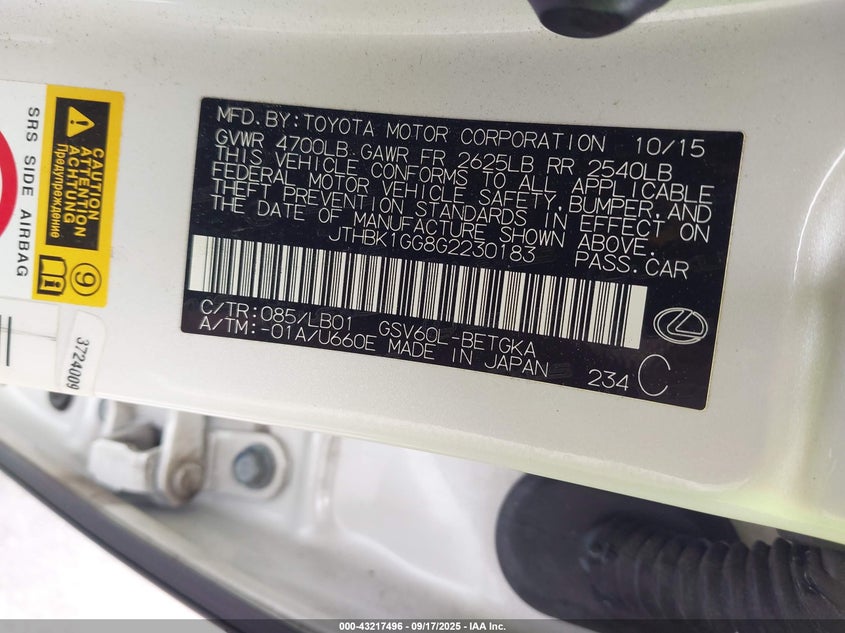 MFD.BY:TOYOTA MOTOR CORPORATION 10/15
GVWR 4700LB. GAWR FR 2625LB RR 2540LB
THIS VEHICLE CONFORMS TO ALL APPLICABLE
FEDERAL MOTOR VEHICLE SAFETY, BUMPER, AND
THEFT PREVENTION STANDARDS IN EFFECT ON
THE DATE OF MANUFACTURE SHOWN ABOVE.
JTHBK1GG8G2230183 PASS.CAR
C/TR:085/LB01 GSV60L-BETGKA
A/TM:-01A/U660E MADE IN JAPAN
234 C
SRS SIDE AIRBAG
CAUTION
ATTENTION
ACHTUNG
Предупреждение
9
i
3724009
000-43217496 - 09/17/2025 - IAA Inc.